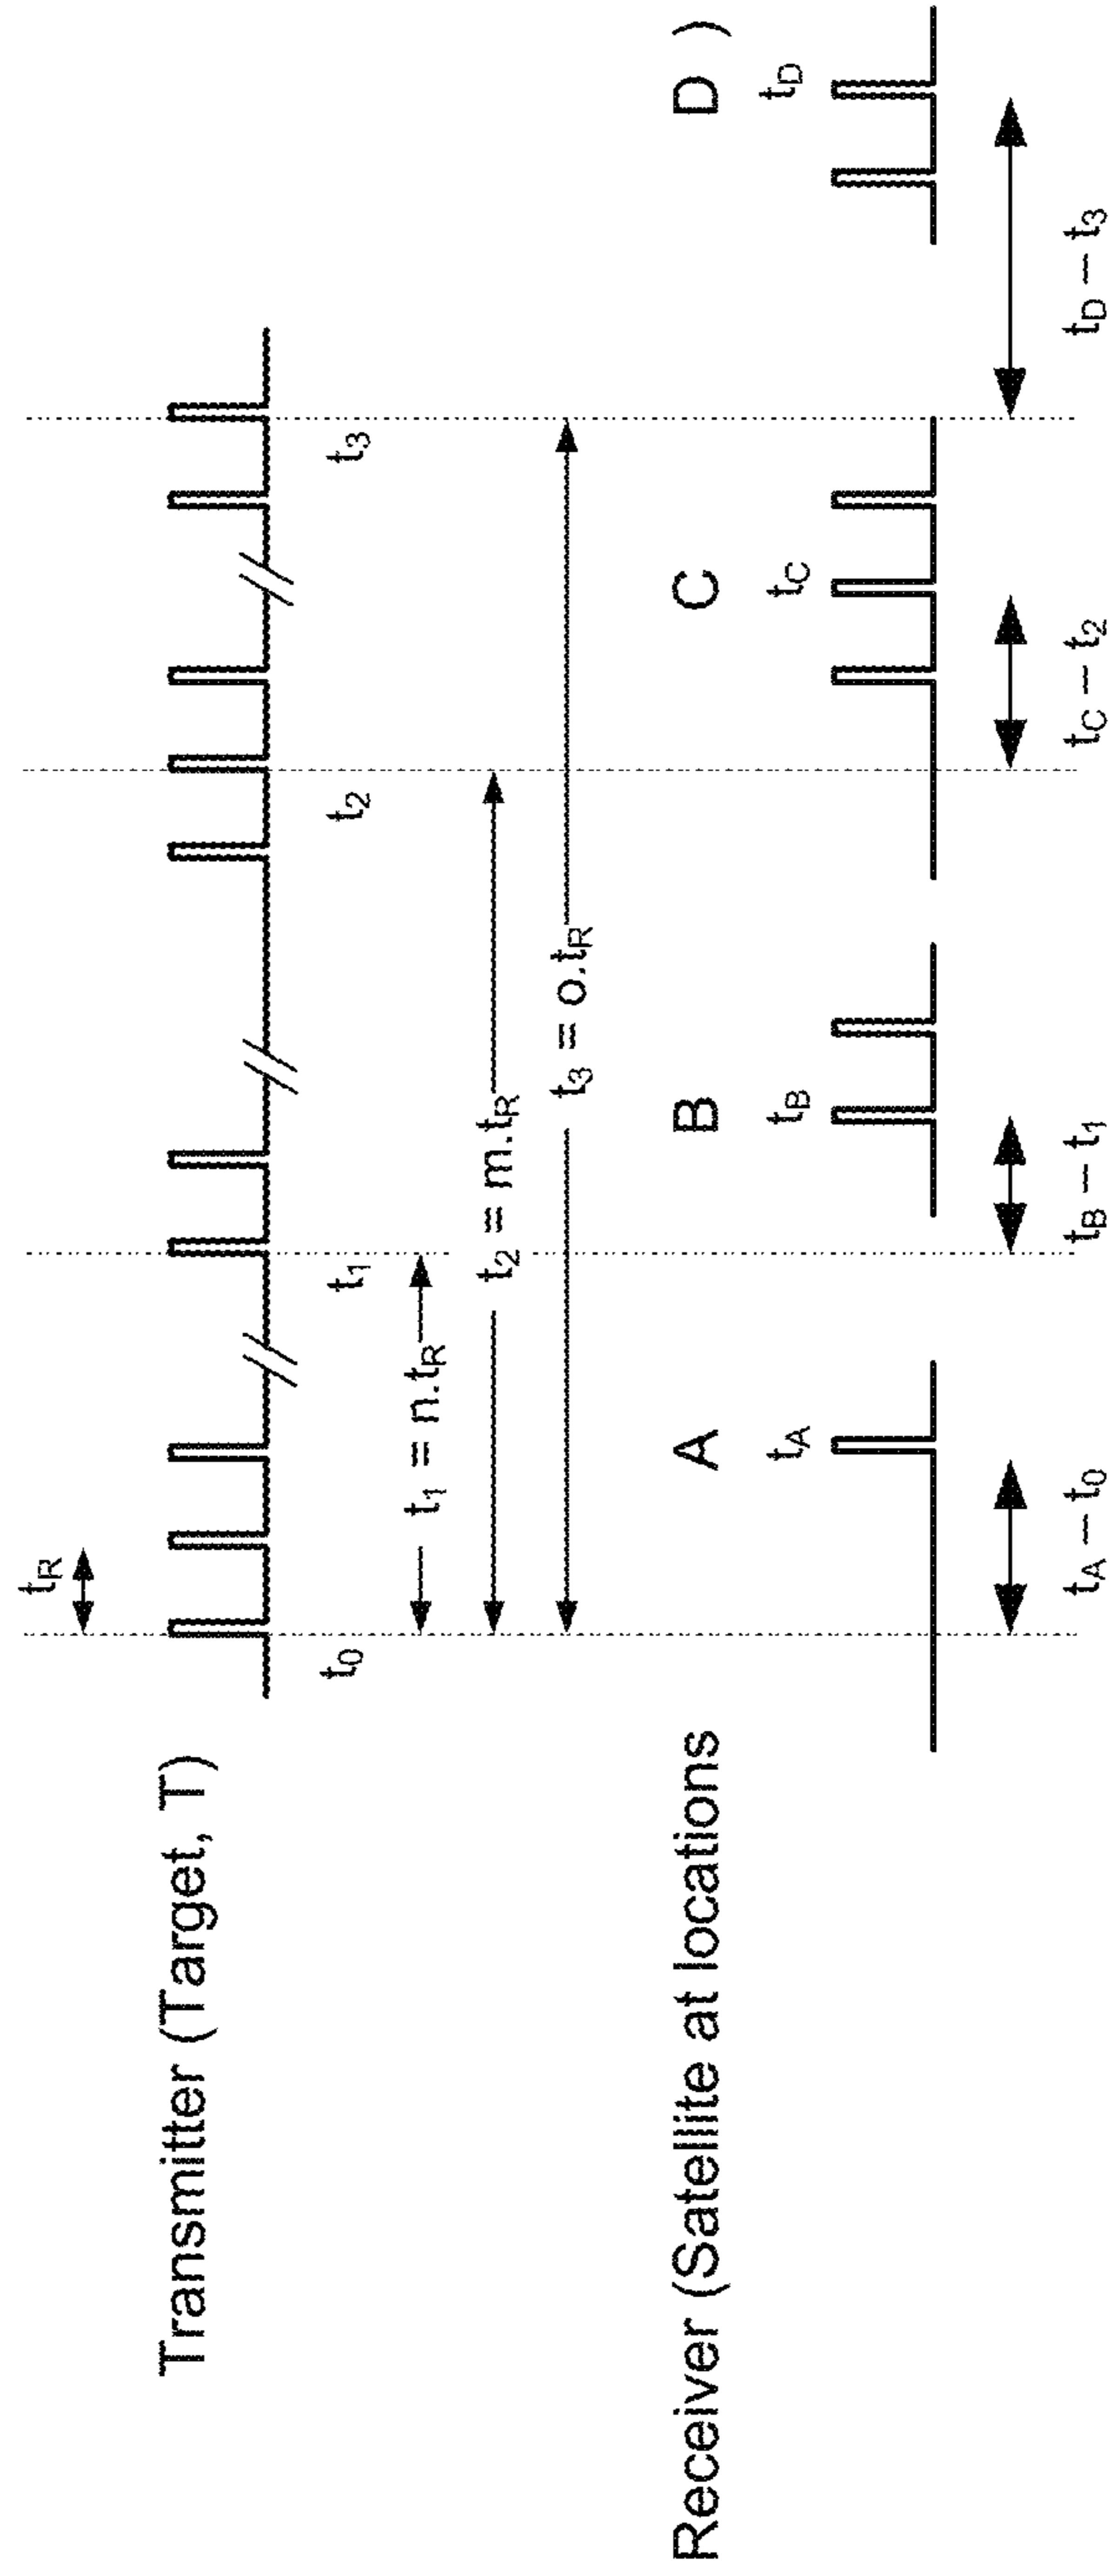 t_R
Transmitter (Target, T)
t_0
t_1
t_2
t_3
t_1 = n.t_R
t_2 = m.t_R
t_3 = o.t_R
Receiver (Satellite at locations A B C D )
t_A
t_B
t_C
t_D
t_A – t_0
t_B – t_1
t_C – t_2
t_D – t_3